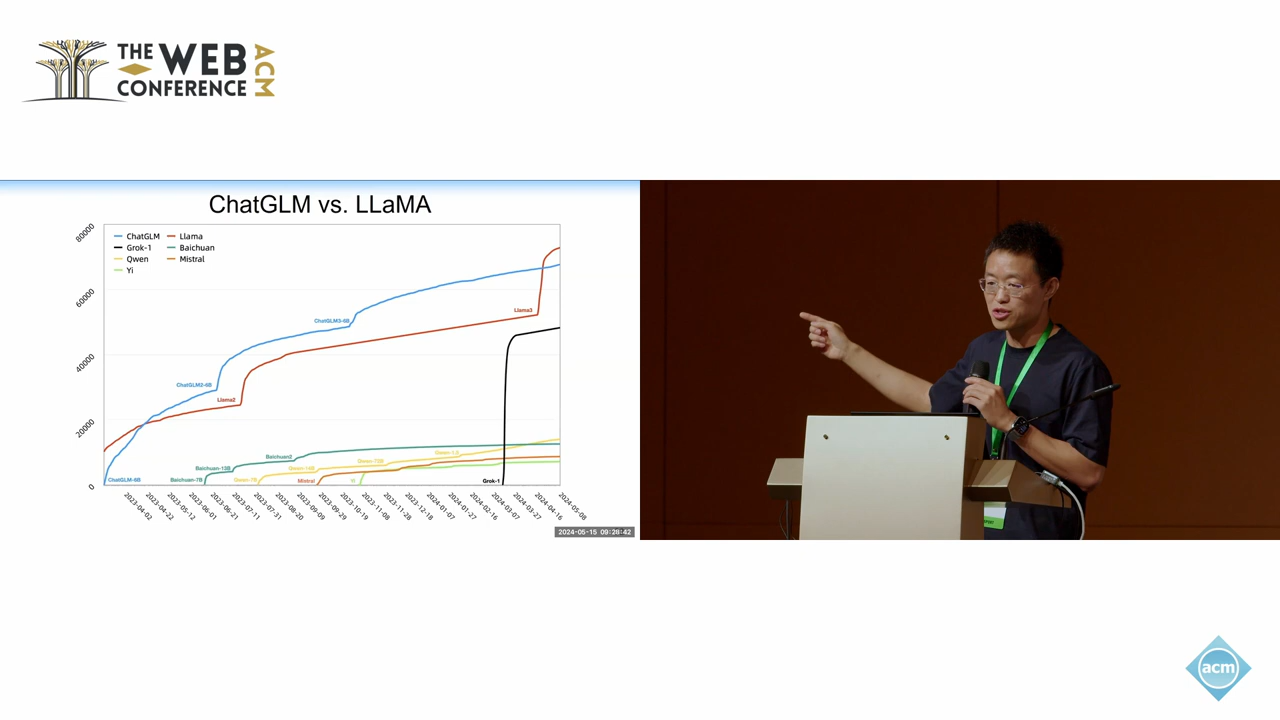 THE WEB
CONFERENCE
ACM
ChatGLM vs. LLaMA
ChatGLM
Llama
Grok-1
Baichuan
Qwen
Mistral
Yi
80000
60000
40000
20000
0
ChatGLM-6B
ChatGLM2-6B
ChatGLM3-6B
Llama2
Llama3
Baichuan-7B
Baichuan-13B
Baichuan2
Qwen-7B
Qwen-14B
Qwen-72B
Qwen-1.5
Mistral
Yi
Grok-1
2023-04-02
2023-04-22
2023-05-12
2023-06-01
2023-06-21
2023-07-11
2023-07-31
2023-08-20
2023-09-09
2023-09-29
2023-10-19
2023-11-08
2023-11-28
2023-12-18
2024-01-07
2024-01-27
2024-02-16
2024-03-07
2024-03-27
2024-04-16
2024-05-08
2024-05-15 09:28:42
acm